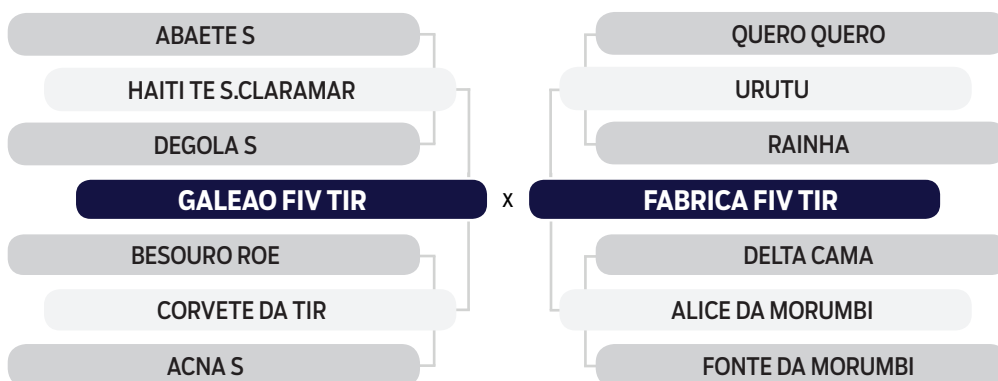 ABAETE S
HAITI TE S.CLARAMAR
DEGOLA S
GALEAO FIV TIR
BESOURO ROE
CORVETE DA TIR
ACNA S
x
QUERO QUERO
URUTU
RAINHA
FABRICA FIV TIR
DELTA CAMA
ALICE DA MORUMBI
FONTE DA MORUMBI